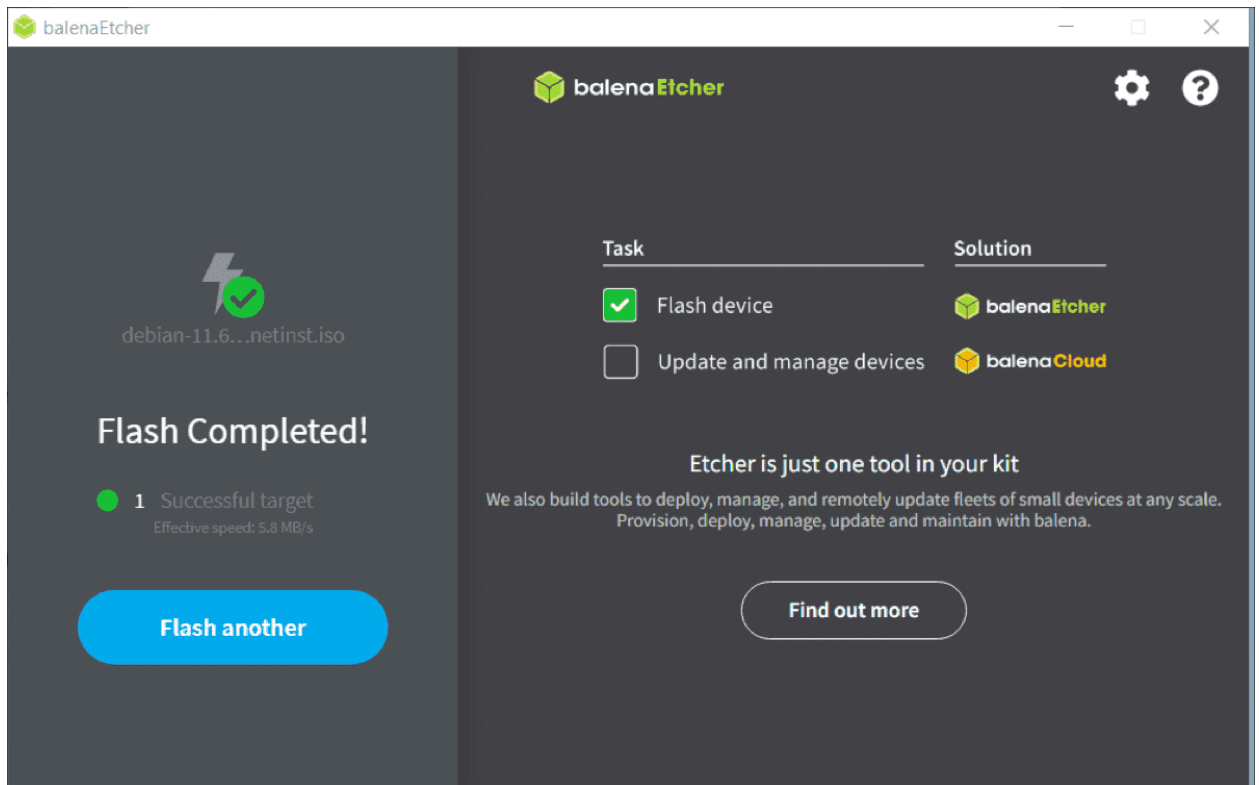 balenaEtcher
balenaEtcher
Task Solution
Flash device balenaEtcher
Update and manage devices balenaCloud
debian-11.6...netinst.iso
Flash Completed!
1 Successful target
Effective speed: 5.8 MB/s
Flash another
Etcher is just one tool in your kit
We also build tools to deploy, manage, and remotely update fleets of small devices at any scale.
Provision, deploy, manage, update and maintain with balena.
Find out more